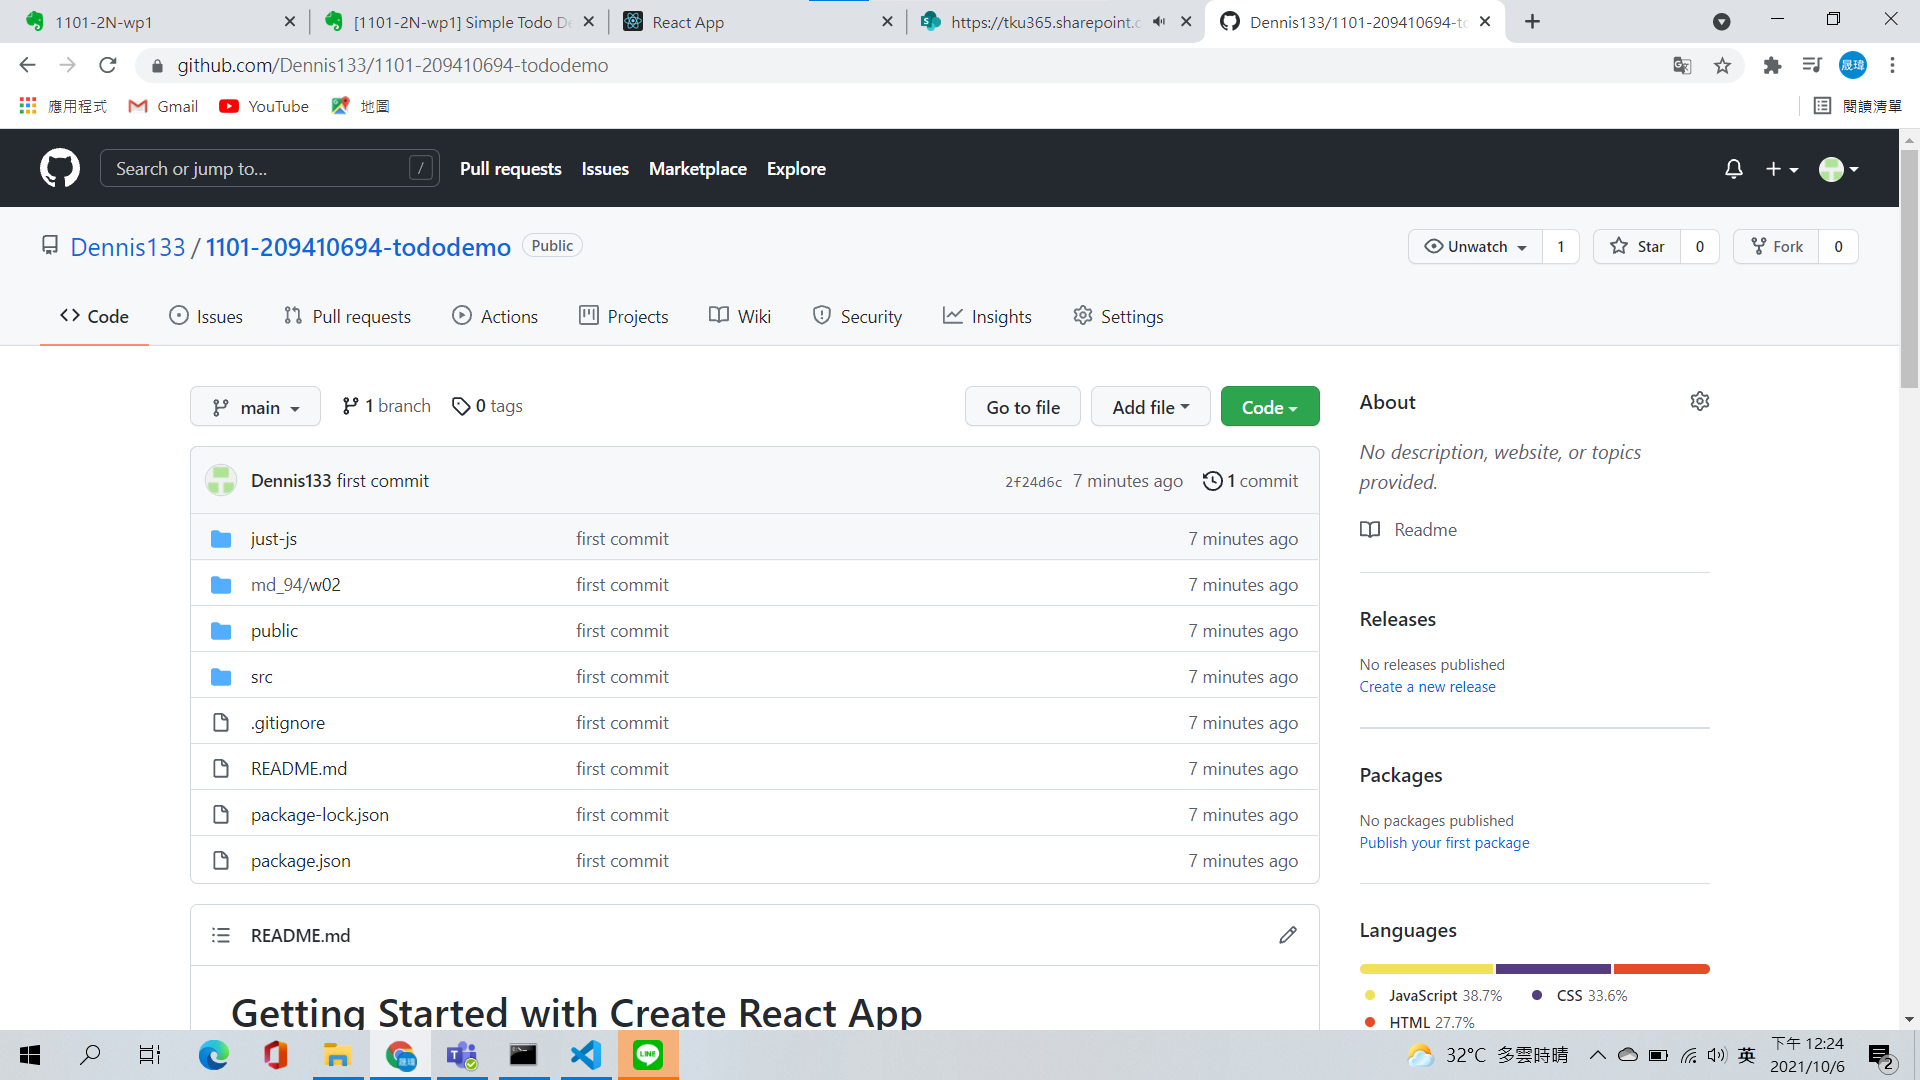 1101-2N-wp1
[1101-2N-wp1] Simple Todo De
React App
https://tku365.sharepoint.c
Dennis133/1101-209410694-to
github.com/Dennis133/1101-209410694-tododemo
晟瑋
應用程式
Gmail
YouTube
地圖
閱讀清單
Search or jump to...
/
Pull requests
Issues
Marketplace
Explore
Dennis133 / 1101-209410694-tododemo
Public
Unwatch
1
Star
0
Fork
0
Code
Issues
Pull requests
Actions
Projects
Wiki
Security
Insights
Settings
main
1 branch
0 tags
Go to file
Add file
Code
Dennis133 first commit
2f24d6c
7 minutes ago
1 commit
just-js
first commit
7 minutes ago
md_94/w02
first commit
7 minutes ago
public
first commit
7 minutes ago
src
first commit
7 minutes ago
.gitignore
first commit
7 minutes ago
README.md
first commit
7 minutes ago
package-lock.json
first commit
7 minutes ago
package.json
first commit
7 minutes ago
README.md
Getting Started with Create React App
About
No description, website, or topics
provided.
Readme
Releases
No releases published
Create a new release
Packages
No packages published
Publish your first package
Languages
JavaScript 38.7%
CSS 33.6%
HTML 27.7%
晟瑋
LINE
32°C 多雲時晴
英
下午 12:24
2021/10/6
2